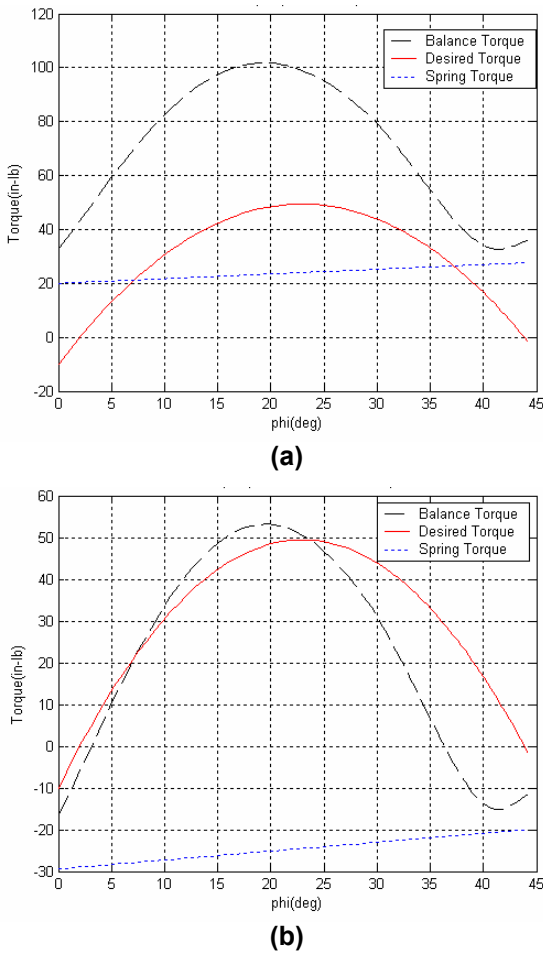 120
100
80
60
40
20
0
-20
Torque(in-lb)
Balance Torque
Desired Torque
Spring Torque
0 5 10 15 20 25 30 35 40 45
phi(deg)
(a)
60
50
40
30
20
10
0
-10
-20
-30
Torque(in-lb)
Balance Torque
Desired Torque
Spring Torque
0 5 10 15 20 25 30 35 40 45
phi(deg)
(b)